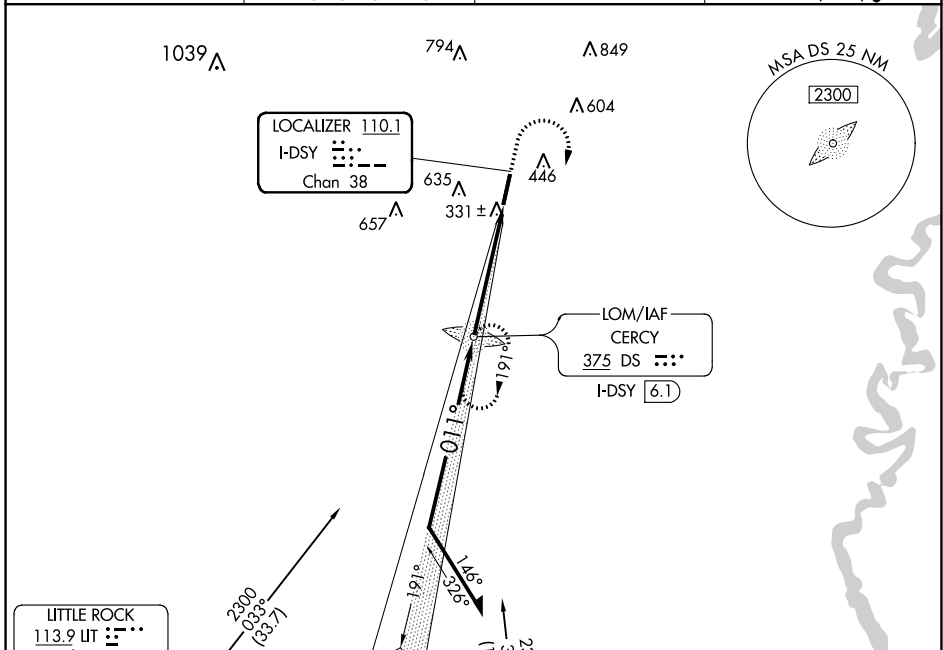 1039
794
849
MSA DS 25 NM
2300
604
LOCALIZER 110.1
I-DSY
Chan 38
446
635
657
331 ±
LOM/IAF
CERCY
375 DS
I-DSY 6.1
191°
011°
146°
326°
191°
2300
033°
(33.7)
LITTLE ROCK
113.9 LIT